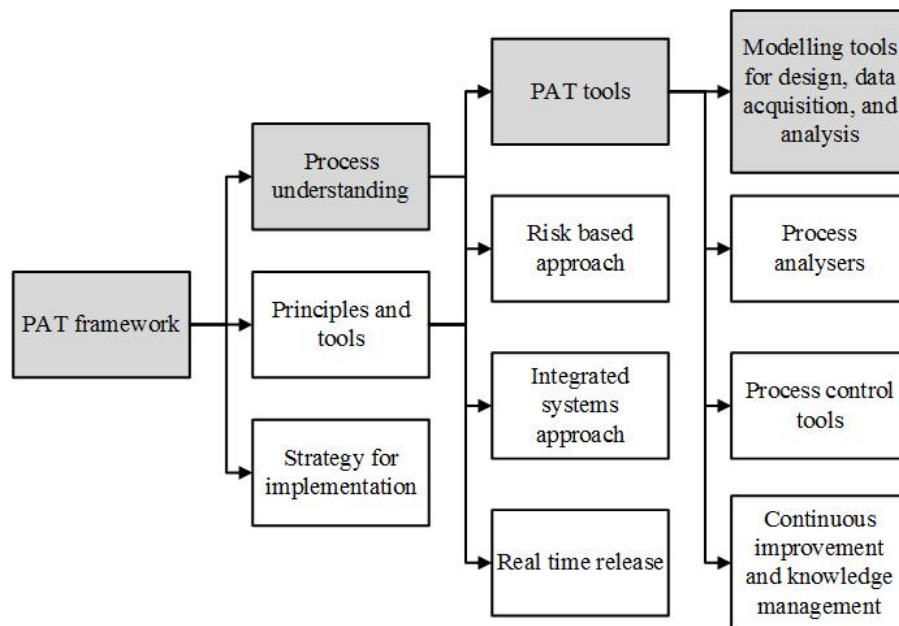 PAT framework
Process
understanding
Principles and
tools
Strategy for
implementation
PAT tools
Risk based
approach
Integrated
systems
approach
Real time release
Modelling tools
for design, data
acquisition, and
analysis
Process
analysers
Process control
tools
Continuous
improvement
and knowledge
management